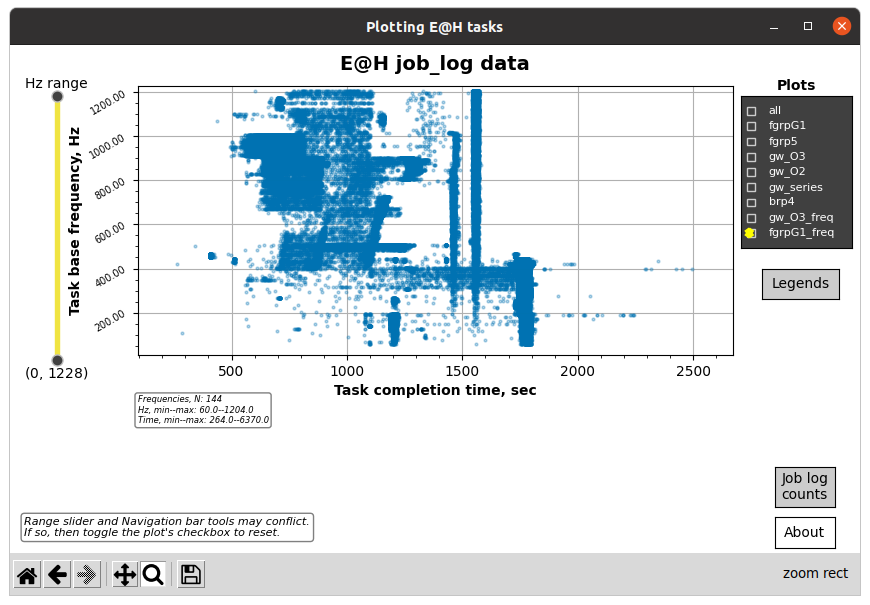 Plotting E@H tasks
E@H job_log data
Hz range
(0, 1228)
Task base frequency, Hz
1200.00
1000.00
800.00
600.00
400.00
200.00
500
1000
1500
2000
2500
Task completion time, sec
Frequencies, N: 144
Hz, min--max: 60.0--1204.0
Time, min--max: 264.0--6370.0
Plots
all
fgrpG1
fgrp5
gw_O3
gw_O2
gw_series
brp4
gw_O3_freq
fgrpG1_freq
Legends
Job log
counts
About
Range slider and Navigation bar tools may conflict.
If so, then toggle the plot's checkbox to reset.
zoom rect